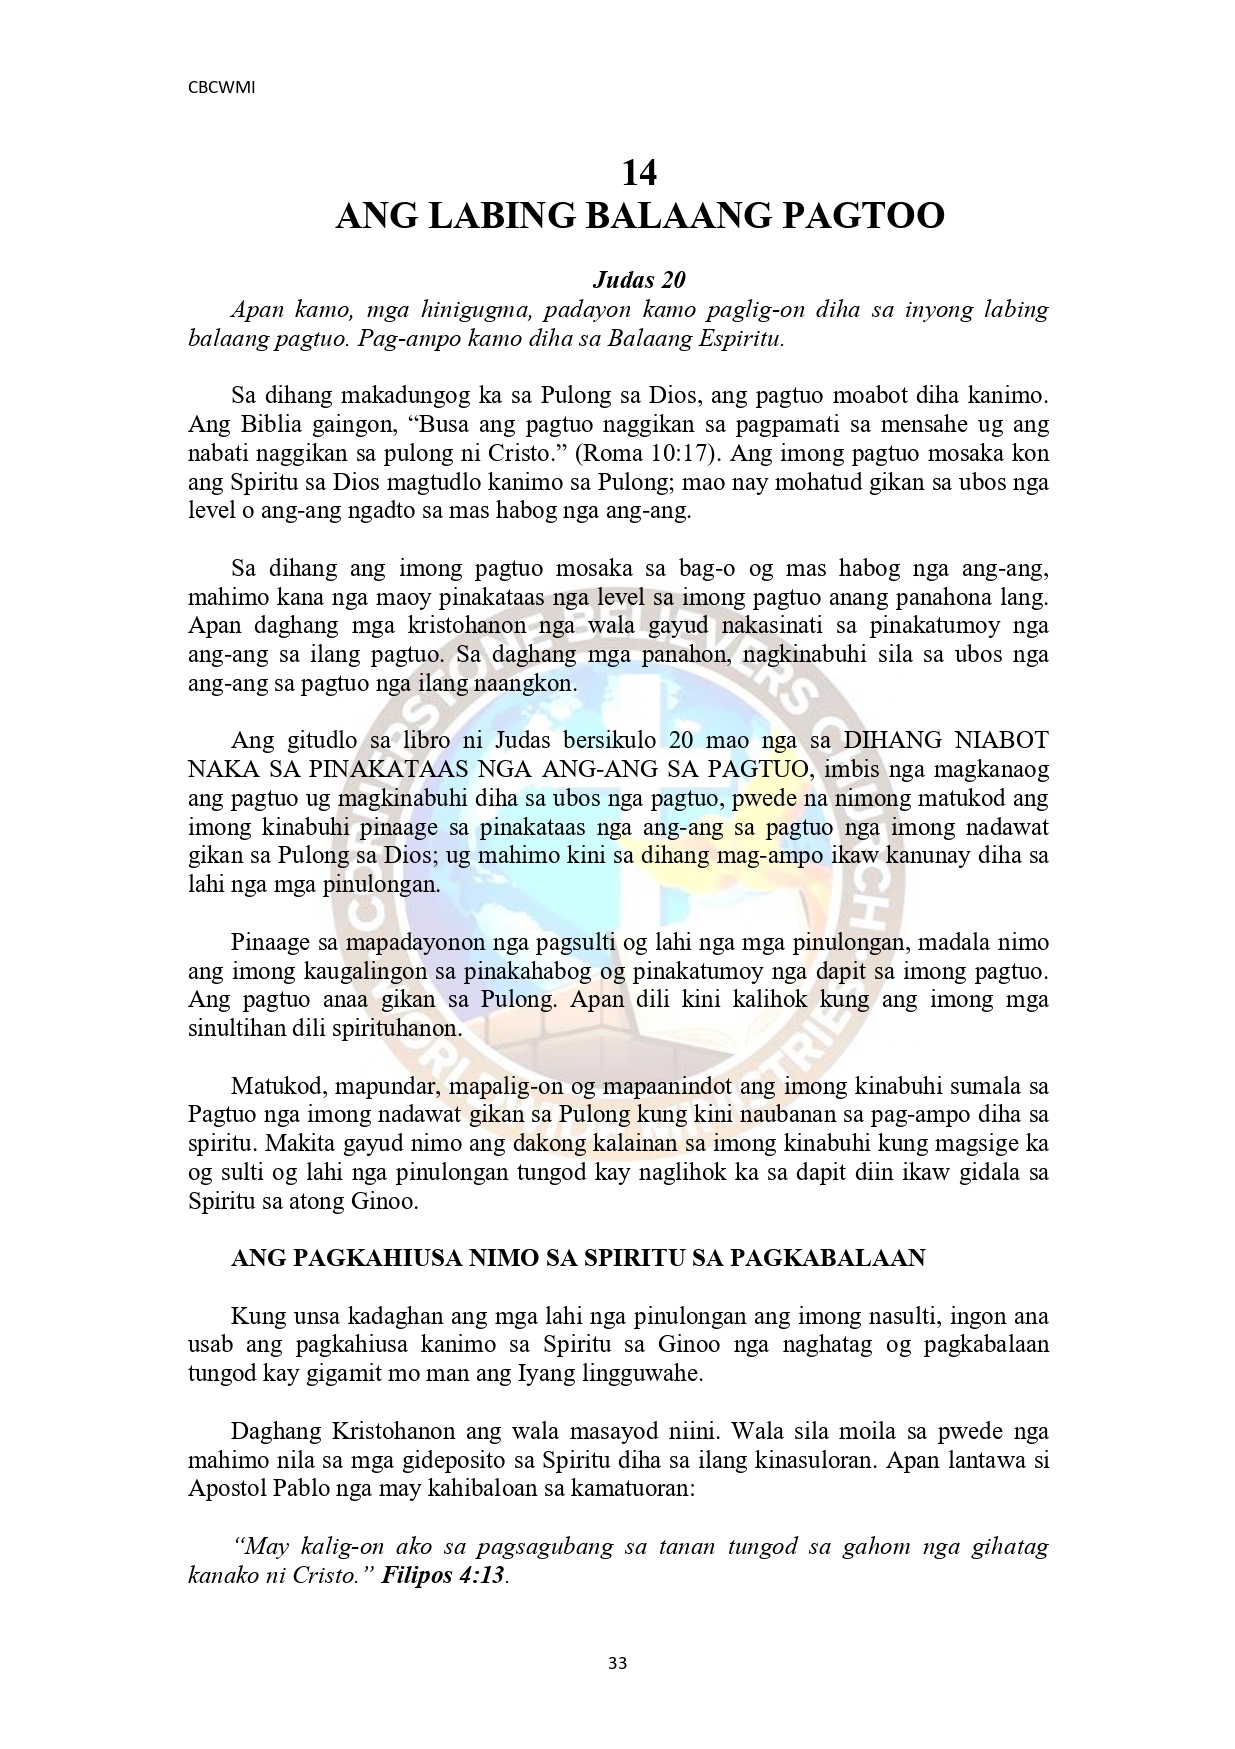 CBCWMI
14
ANG LABING BALAANG PAGTOO
Judas 20
Apan kamo, mga hinigugma, padayon kamo paglig-on diha sa inyong labing
balaang pagtuo. Pag-ampo kamo diha sa Balaang Espiritu.
Sa dihang makadungog ka sa Pulong sa Dios, ang pagtuo moabot diha kanimo.
Ang Biblia gaingon, “Busa ang pagtuo naggikan sa pagpamati sa mensahe ug ang
nabati naggikan sa pulong ni Cristo.” (Roma 10:17). Ang imong pagtuo mosaka kon
ang Spiritu sa Dios magtudlo kanimo sa Pulong; mao nay mohatud gikan sa ubos nga
level o ang-ang ngadto sa mas habog nga ang-ang.
Sa dihang ang imong pagtuo mosaka sa bag-o og mas habog nga ang-ang,
mahimo kana nga maoy pinakataas nga level sa imong pagtuo anang panahona lang.
Apan daghang mga kristohanon nga wala gayud nakasinati sa pinakatumoy nga
ang-ang sa ilang pagtuo. Sa daghang mga panahon, nagkinabuhi sila sa ubos nga
ang-ang sa pagtuo nga ilang naangkon.
Ang gitudlo sa libro ni Judas bersikulo 20 mao nga sa DIHANG NIABOT
NAKA SA PINAKATAAS NGA ANG-ANG SA PAGTUO, imbis nga magkanaog
ang pagtuo ug magkinabuhi diha sa ubos nga pagtuo, pwede na nimong matukod ang
imong kinabuhi pinaage sa pinakataas nga ang-ang sa pagtuo nga imong nadawat
gikan sa Pulong sa Dios; ug mahimo kini sa dihang mag-ampo ikaw kanunay diha sa
lahi nga mga pinulongan.
Pinaage sa mapadayonon nga pagsulti og lahi nga mga pinulongan, madala nimo
ang imong kaugalingon sa pinakahabog og pinakatumoy nga dapit sa imong pagtuo.
Ang pagtuo anaa gikan sa Pulong. Apan dili kini kalihok kung ang imong mga
sinultihan dili spirituhanon.
Matukod, mapundar, mapalig-on og mapaanindot ang imong kinabuhi sumala sa
Pagtuo nga imong nadawat gikan sa Pulong kung kini naubanan sa pag-ampo diha sa
spiritu. Makita gayud nimo ang dakong kalainan sa imong kinabuhi kung magsige ka
og sulti og lahi nga pinulongan tungod kay naglihok ka sa dapit diin ikaw gidala sa
Spiritu sa atong Ginoo.
ANG PAGKAHIUSA NIMO SA SPIRITU SA PAGKABALAAN
Kung unsa kadaghan ang mga lahi nga pinulongan ang imong nasulti, ingon ana
usab ang pagkahiusa kanimo sa Spiritu sa Ginoo nga naghatag og pagkabalaan
tungod kay gigamit mo man ang Iyang lingguwahe.
Daghang Kristohanon ang wala masayod niini. Wala sila moila sa pwede nga
mahimo nila sa mga gideposito sa Spiritu diha sa ilang kinasuloran. Apan lantawa si
Apostol Pablo nga may kahibaloan sa kamatuoran:
“May kalig-on ako sa pagsagubang sa tanan tungod sa gahom nga gihatag
kanako ni Cristo.” Filipos 4:13.
33
CORNERSTONE BELIEVERS CHURCH
WORLDWIDE MINISTRIES